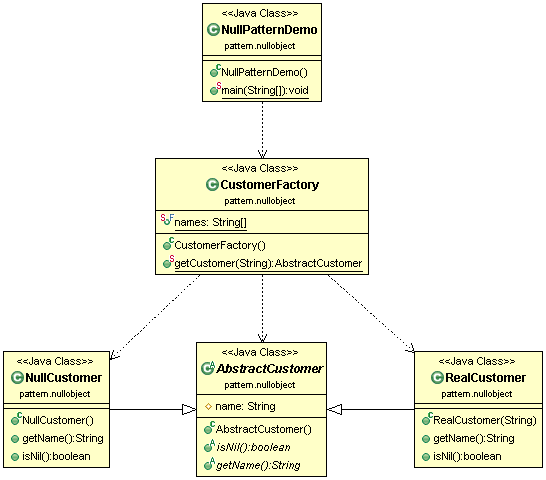 <<Java Class>>
NullPatternDemo
pattern.nullobject
NullPatternDemo()
main(String[]):void
<<Java Class>>
CustomerFactory
pattern.nullobject
names: String[]
CustomerFactory()
getCustomer(String):AbstractCustomer
<<Java Class>>
NullCustomer
pattern.nullobject
NullCustomer()
getName():String
isNil():boolean
<<Java Class>>
AbstractCustomer
pattern.nullobject
name: String
AbstractCustomer()
isNil():boolean
getName():String
<<Java Class>>
RealCustomer
pattern.nullobject
RealCustomer(String)
getName():String
isNil():boolean